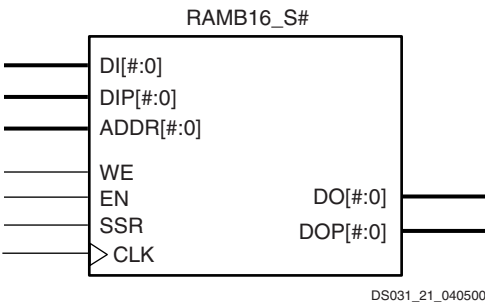 RAMB16_S#
DI[#:0]
DIP[#:0]
ADDR[#:0]
WE
EN
SSR
CLK
DO[#:0]
DOP[#:0]
DS031_21_040500